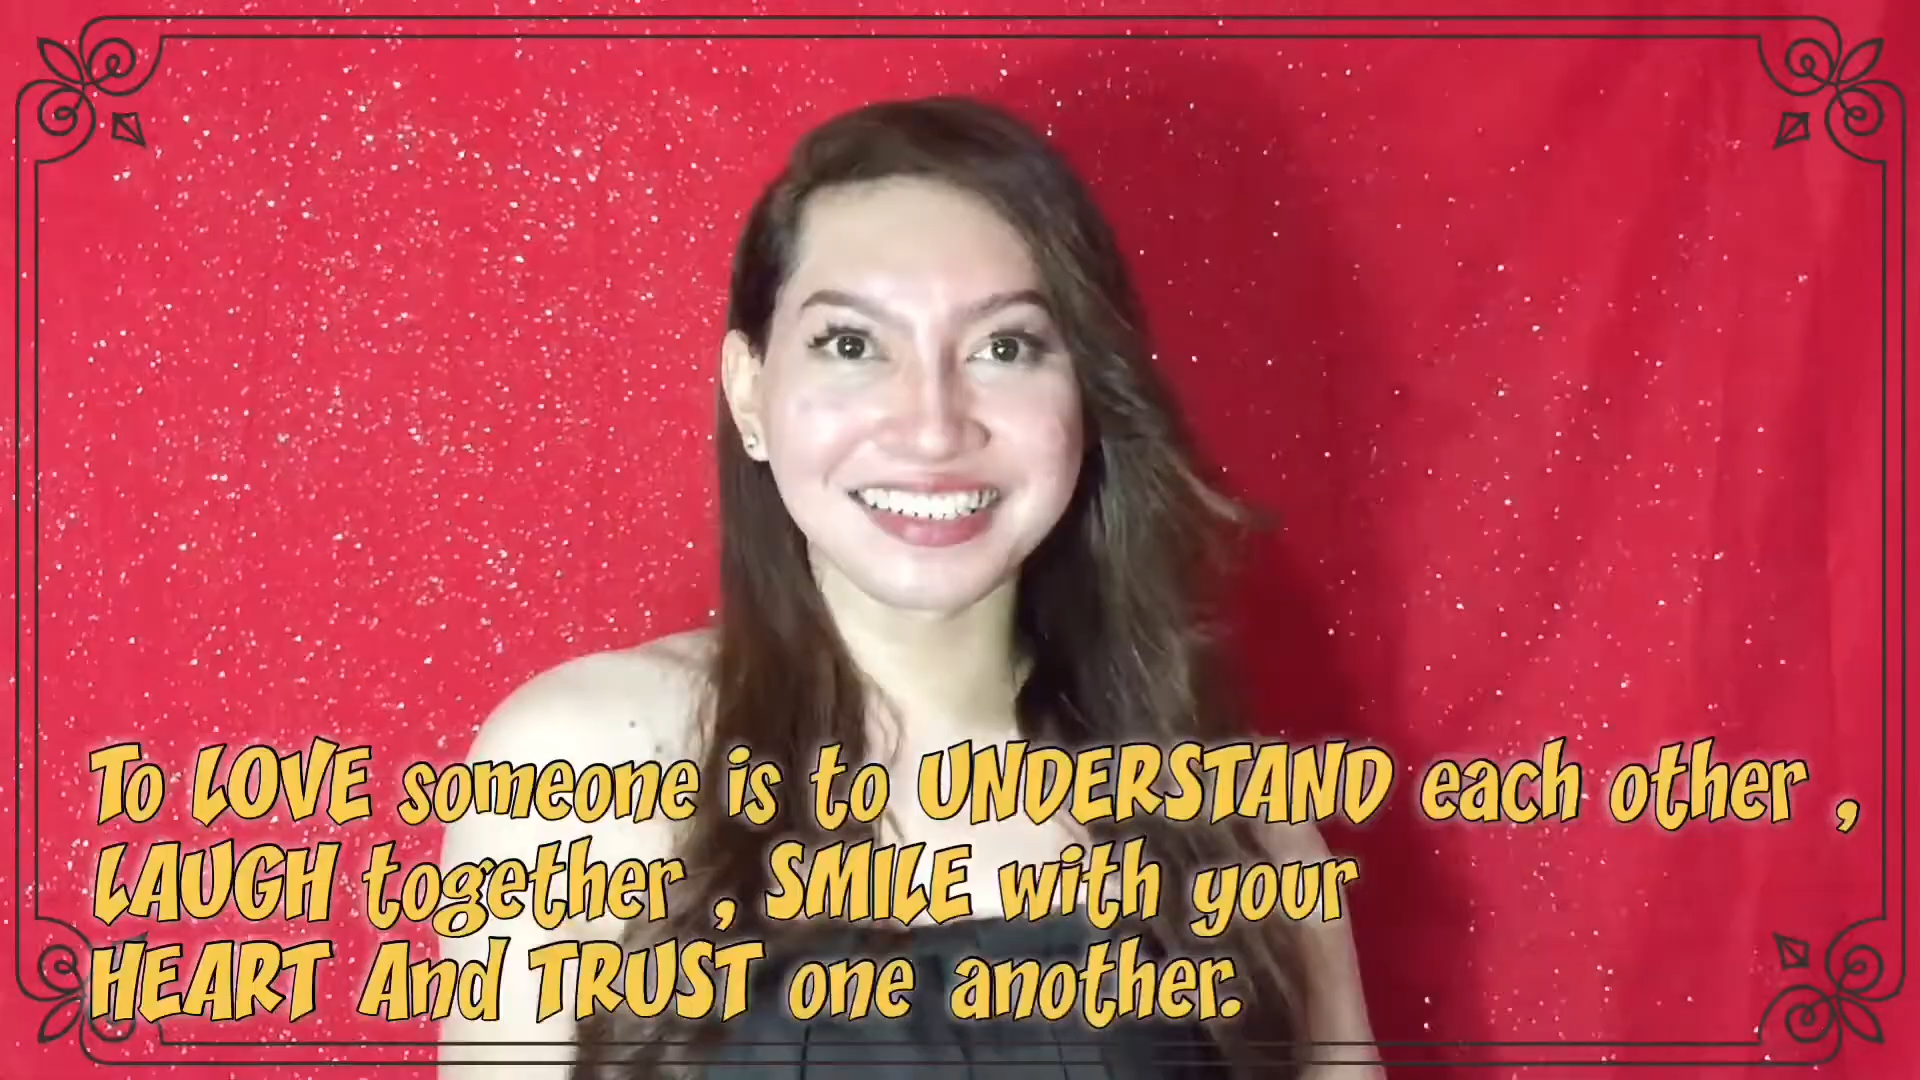 To LOVE someone is to UNDERSTAND each other ,
LAUGH together , SMILE with your
HEART And TRUST one another.